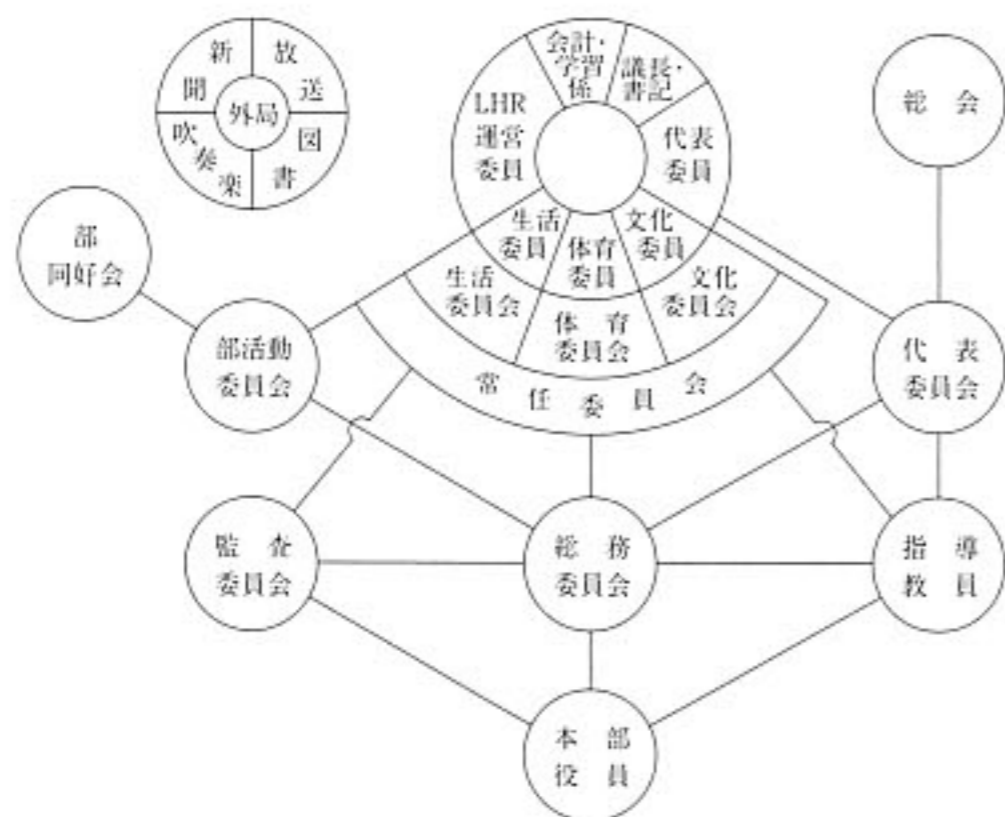 新聞
放送
外局
吹奏楽
図書
会計・
学習
係
議長・
書記
LHR
運営
委員
代表
委員
生活
委員
体育
委員
文化
委員
生活
委員会
体育
委員会
文化
委員会
常任委員会
総会
部
同好会
部活動
委員会
代表
委員会
監査
委員会
総務
委員会
指導
教員
本部
役員